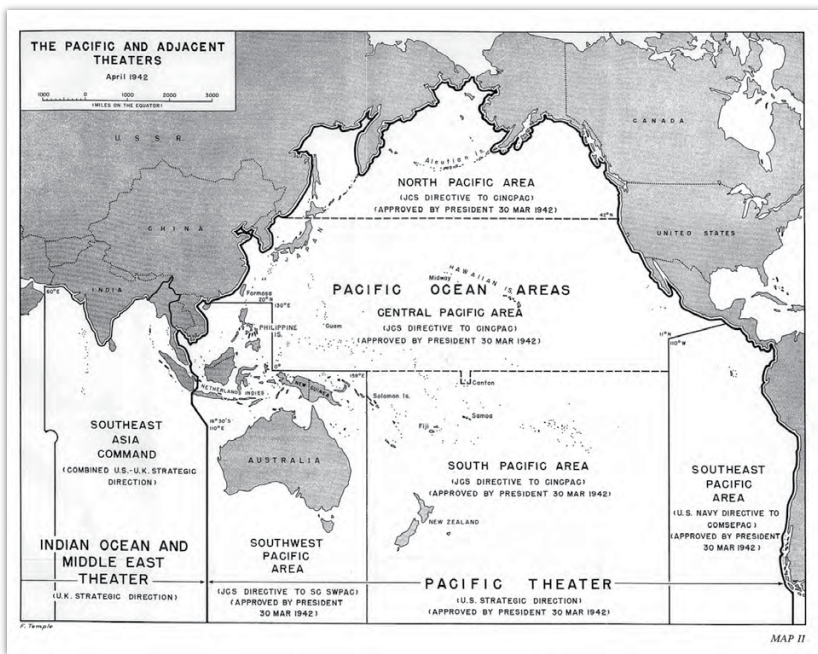 THE PACIFIC AND ADJACENT
THEATERS
April 1942
1000 0 1000 2000 3000
(MILES ON THE EQUATOR)
U. S. S. R.
CANADA
Aleutian Is.
NORTH PACIFIC AREA
(JCS DIRECTIVE TO CINCPAC)
(APPROVED BY PRESIDENT 30 MAR 1942)
42°N
CHINA
JAPAN
UNITED STATES
HAWAIIAN IS.
Midway
PACIFIC OCEAN AREAS
INDIA
60°E
Formosa
20°N
130°E
CENTRAL PACIFIC AREA
(JCS DIRECTIVE TO CINCPAC)
(APPROVED BY PRESIDENT 30 MAR 1942)
PHILIPPINE
IS.
Guam
11°N
110°W
0°
159°E
NETHERLANDS INDIES
NEW GUINEA
Solomon Is.
Canton
Samoa
Fiji
16°30'S
110°E
SOUTHEAST
ASIA
COMMAND
(COMBINED U.S.-U.K. STRATEGIC
DIRECTION)
AUSTRALIA
SOUTH PACIFIC AREA
(JCS DIRECTIVE TO CINCPAC)
(APPROVED BY PRESIDENT 30 MAR 1942)
SOUTHEAST
PACIFIC
AREA
(U.S. NAVY DIRECTIVE TO
COMSEPAC)
(APPROVED BY PRESIDENT
30 MAR 1942)
NEW ZEALAND
INDIAN OCEAN AND
MIDDLE EAST
THEATER
(U.K. STRATEGIC DIRECTION)
SOUTHWEST
PACIFIC
AREA
(JCS DIRECTIVE TO SC SWPAC)
(APPROVED BY PRESIDENT
30 MAR 1942)
PACIFIC THEATER
(U.S. STRATEGIC DIRECTION)
(APPROVED BY PRESIDENT
30 MAR 1942)
F. Temple
MAP II